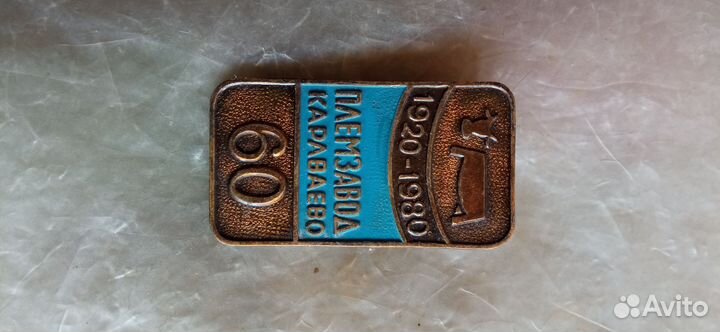 1920-1980
ПЛЕМЗАВОД
КАРАВАЕВО
60
Avito